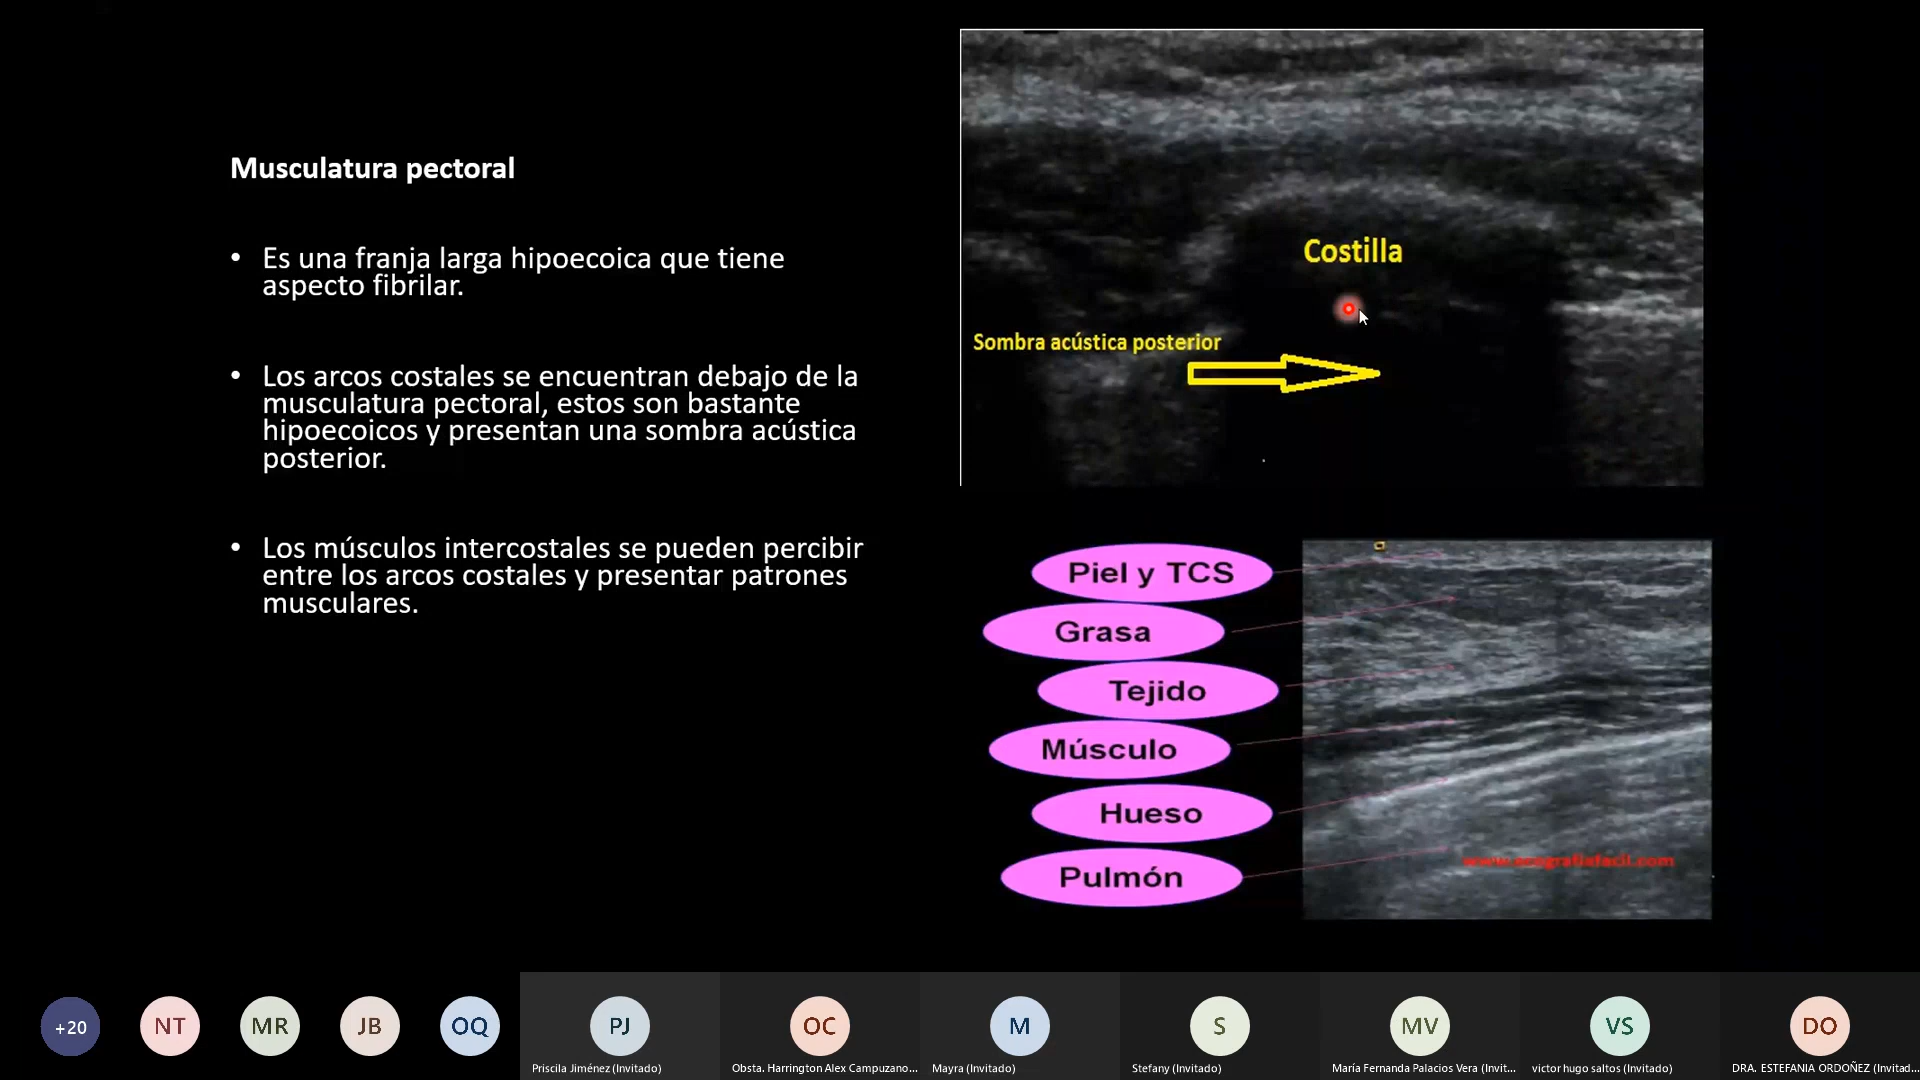 Musculatura pectoral
• Es una franja larga hipoecoica que tiene
aspecto fibrilar.
• Los arcos costales se encuentran debajo de la
musculatura pectoral, estos son bastante
hipoecoicos y presentan una sombra acústica
posterior.
• Los músculos intercostales se pueden percibir
entre los arcos costales y presentar patrones
musculares.
Costilla
Sombra acústica posterior
Piel y TCS
Grasa
Tejido
Músculo
Hueso
Pulmón
www.ecografiafacil.com
+20
NT
MR
JB
OQ
PJ
OC
M
S
MV
VS
DO
Priscila Jiménez (Invitado)
Obsta. Harrington Alex Campuzano...
Mayra (Invitado)
Stefany (Invitado)
María Fernanda Palacios Vera (Invit...
victor hugo saltos (Invitado)
DRA. ESTEFANIA ORDOÑEZ (Invitad...